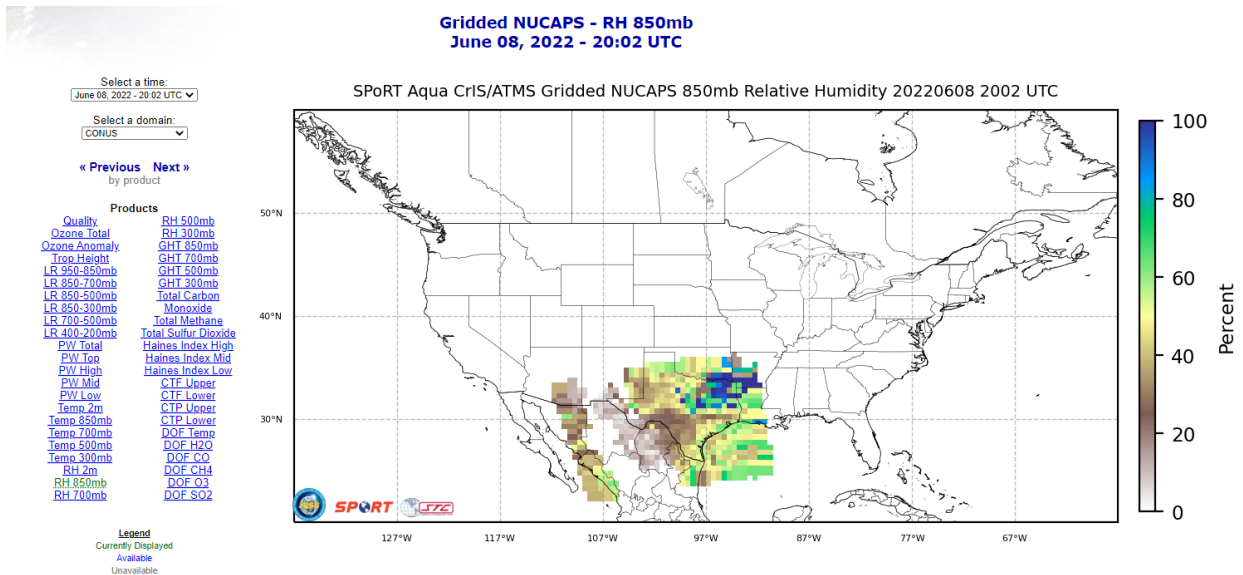 Gridded NUCAPS - RH 850mb
June 08, 2022 - 20:02 UTC
Select a time:
June 08, 2022 - 20:02 UTC
Select a domain:
CONUS
« Previous Next »
by product
Products
Quality RH 500mb
Ozone Total RH 300mb
Ozone Anomaly GHT 850mb
Trop Height GHT 700mb
LR 950-850mb GHT 500mb
LR 850-700mb GHT 300mb
LR 850-500mb Total Carbon
LR 850-300mb Monoxide
LR 700-500mb Total Methane
LR 400-200mb Total Sulfur Dioxide
PW Total Haines Index High
PW Top Haines Index Mid
PW High Haines Index Low
PW Mid CTF Upper
PW Low CTF Lower
Temp 2m CTP Upper
Temp 850mb CTP Lower
Temp 700mb DOF Temp
Temp 500mb DOF H2O
Temp 300mb DOF CO
RH 2m DOF CH4
RH 850mb DOF O3
RH 700mb DOF SO2
Legend
Currently Displayed
Available
Unavailable
SPoRT Aqua CrIS/ATMS Gridded NUCAPS 850mb Relative Humidity 20220608 2002 UTC
50°N
40°N
30°N
127°W 117°W 107°W 97°W 87°W 77°W 67°W
SPORT STC
100
80
60
40
20
0
Percent